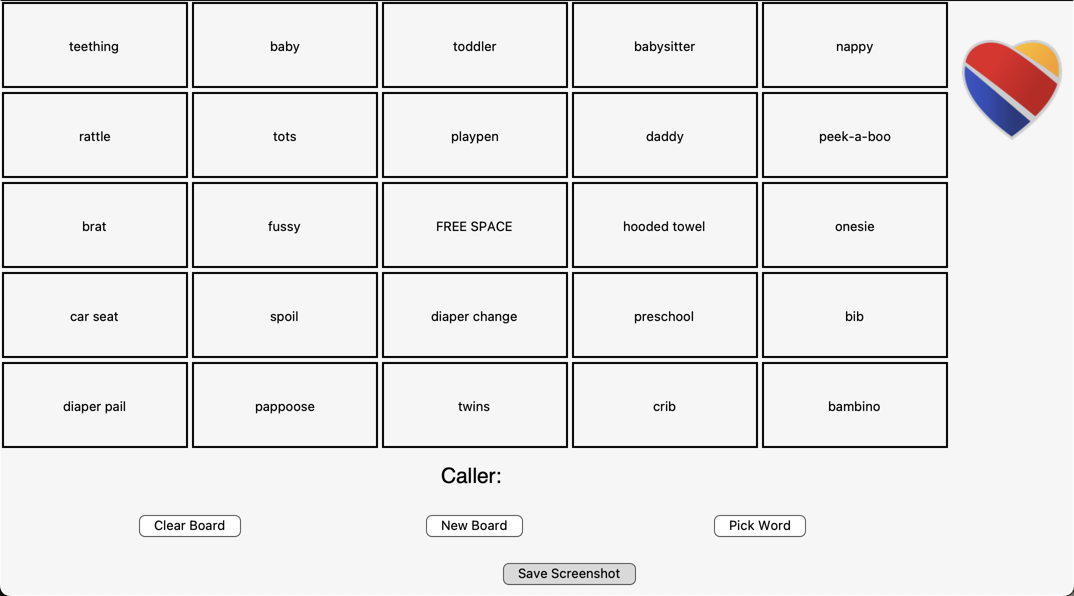 teething baby toddler babysitter nappy
rattle tots playpen daddy peek-a-boo
brat fussy FREE SPACE hooded towel onesie
car seat spoil diaper change preschool bib
diaper pail pappoose twins crib bambino
Caller:
Clear Board New Board Pick Word
Save Screenshot